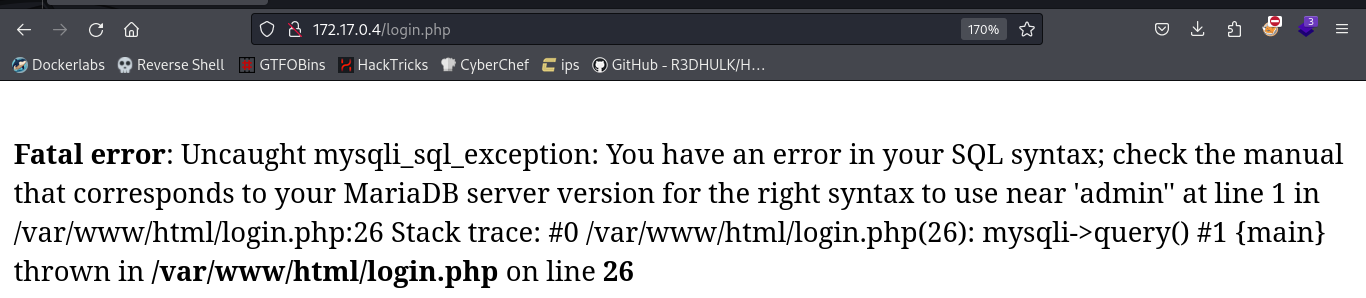 172.17.0.4/login.php 170% 3
Dockerlabs Reverse Shell GTFOBins HackTricks CyberChef ips GitHub - R3DHULK/H…
Fatal error: Uncaught mysqli_sql_exception: You have an error in your SQL syntax; check the manual
that corresponds to your MariaDB server version for the right syntax to use near 'admin'' at line 1 in
/var/www/html/login.php:26 Stack trace: #0 /var/www/html/login.php(26): mysqli->query() #1 {main}
thrown in /var/www/html/login.php on line 26